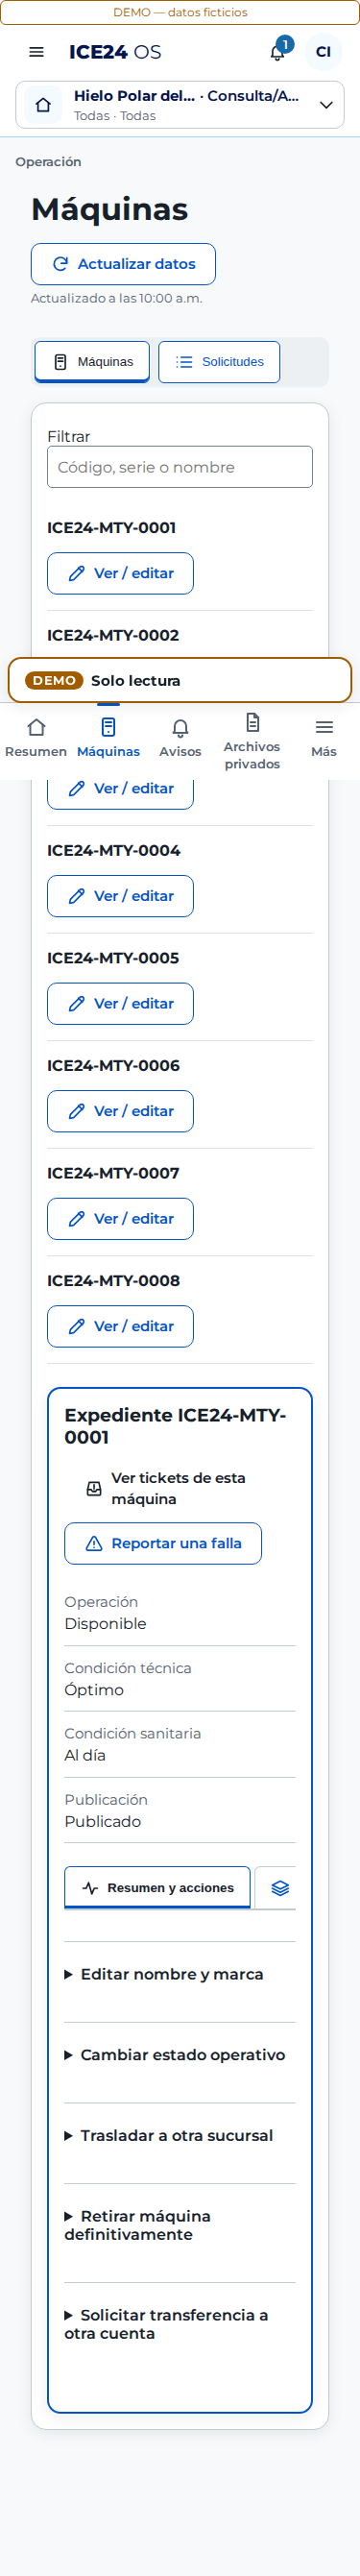 DEMO — datos ficticios
ICE24 OS
1
CI
Hielo Polar del... · Consulta/A...
Todas · Todas
Operación
Máquinas
Actualizar datos
Actualizado a las 10:00 a.m.
Máquinas
Solicitudes
Filtrar
Código, serie o nombre
ICE24-MTY-0001
Ver / editar
ICE24-MTY-0002
DEMO Solo lectura
Resumen
Máquinas
Avisos
Archivos
privados
Más
Ver / editar
ICE24-MTY-0004
Ver / editar
ICE24-MTY-0005
Ver / editar
ICE24-MTY-0006
Ver / editar
ICE24-MTY-0007
Ver / editar
ICE24-MTY-0008
Ver / editar
Expediente ICE24-MTY-
0001
Ver tickets de esta
máquina
Reportar una falla
Operación
Disponible
Condición técnica
Óptimo
Condición sanitaria
Al día
Publicación
Publicado
Resumen y acciones
Editar nombre y marca
Cambiar estado operativo
Trasladar a otra sucursal
Retirar máquina
definitivamente
Solicitar transferencia a
otra cuenta